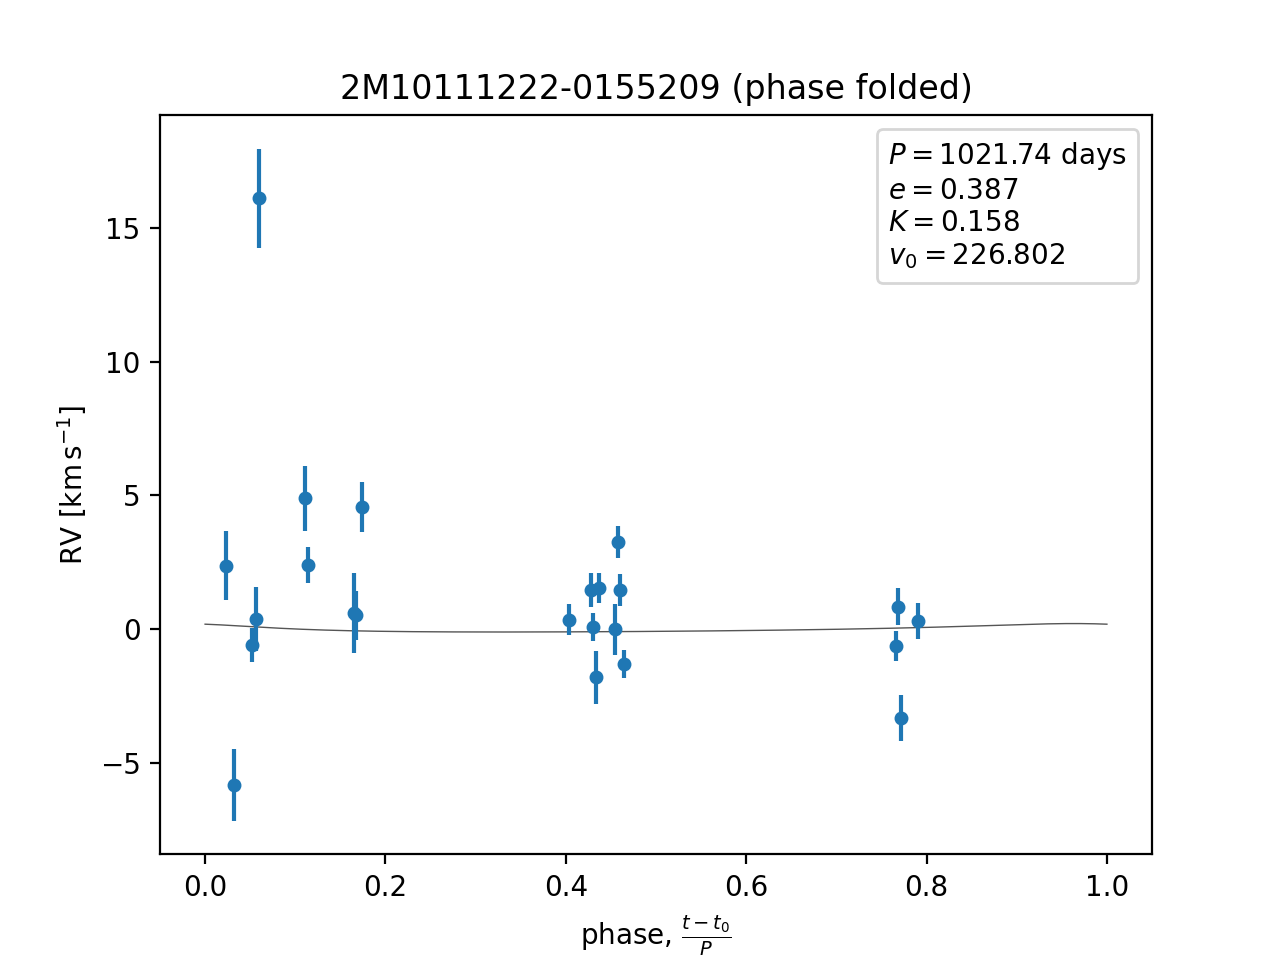 2M10111222-0155209 (phase folded)
P = 1021.74 days
e = 0.387
K = 0.158
v₀ = 226.802
15
10
5
0
−5
RV [km s⁻¹]
0.0 0.2 0.4 0.6 0.8 1.0
phase, (t − t₀)/P